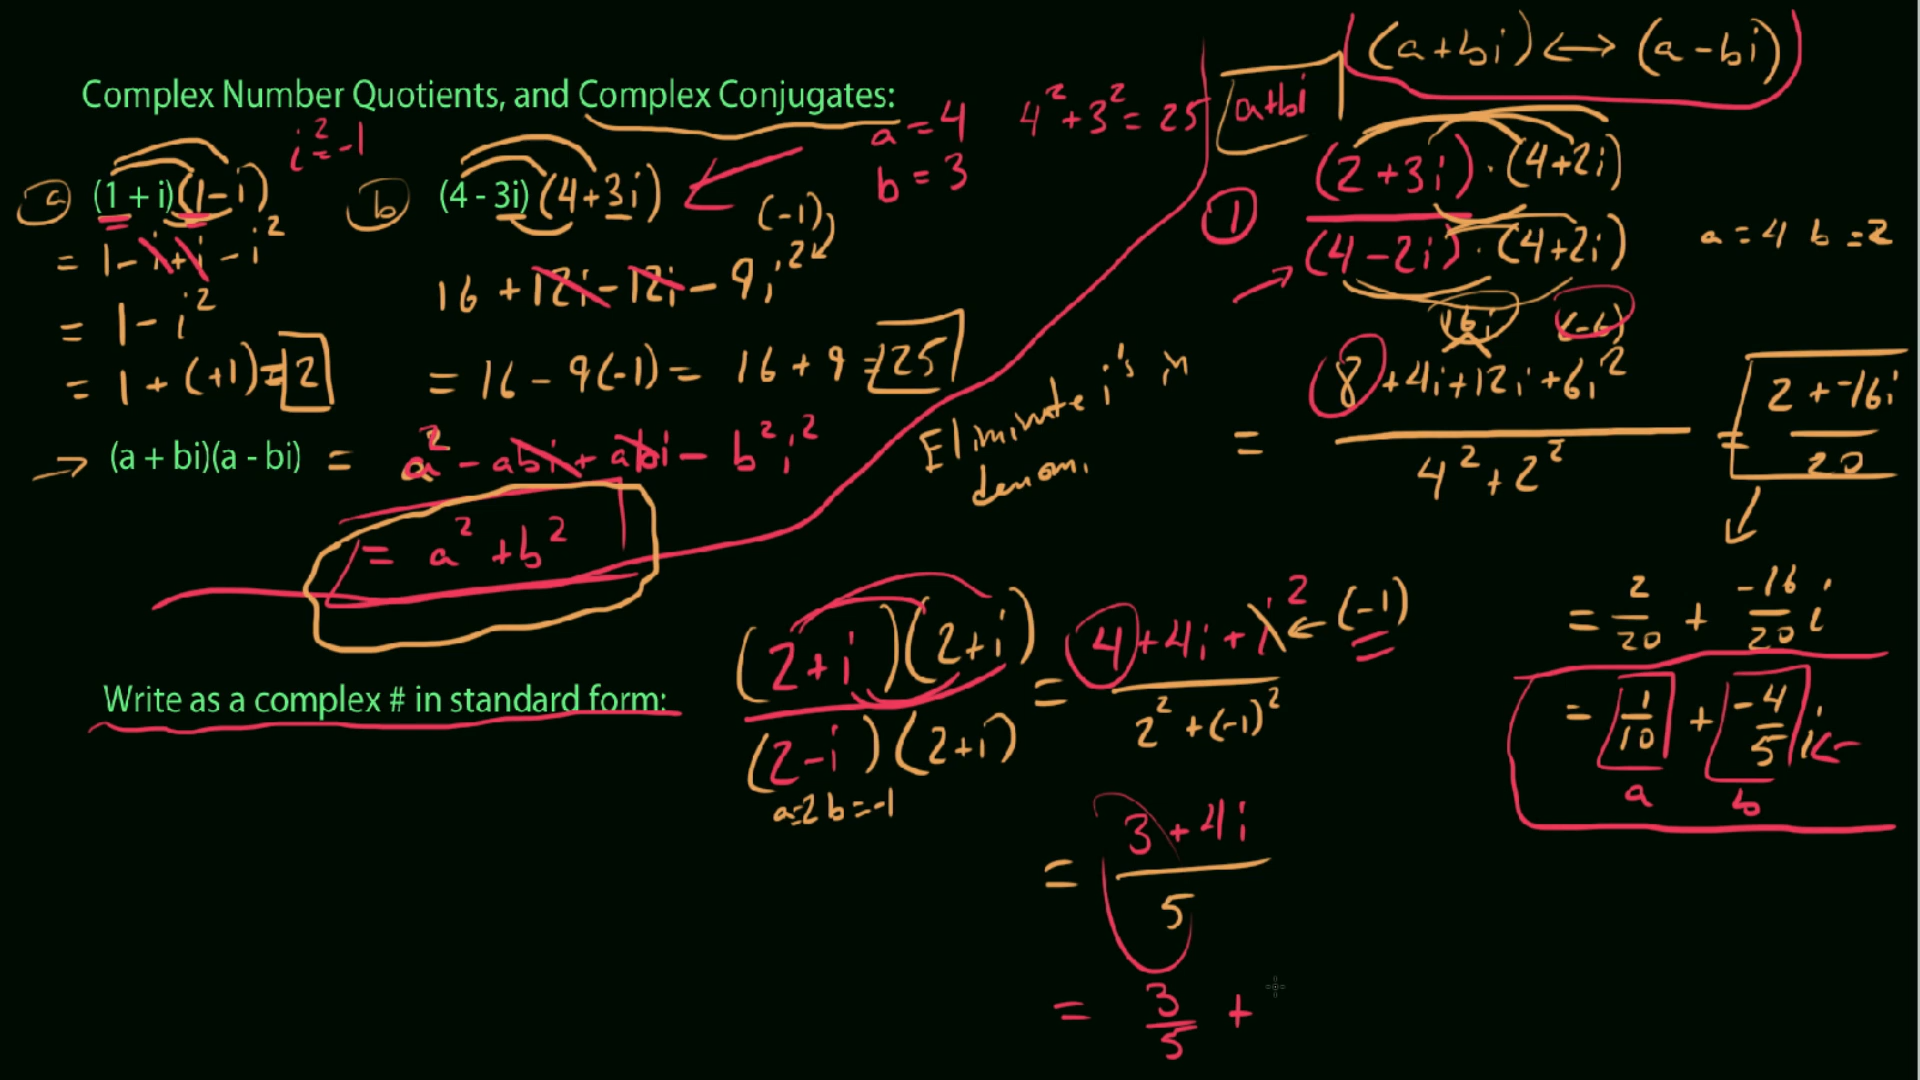 Complex Number Quotients, and Complex Conjugates:
i² = -1
a = 4
b = 3
4² + 3² = 25
a
(1 + i)(1 - i)
= 1 - i + i - i²
= 1 - i²
= 1 + (+1) = 2
b
(4 - 3i)(4 + 3i)
(-1)
16 + 12i - 12i - 9i²
= 16 - 9(-1) = 16 + 9 = 25
→ (a + bi)(a - bi) = a² - abi + abi - b²i²
= a² + b²
Eliminate i's in
denom.
Write as a complex # in standard form:
(a + bi) ↔ (a - bi)
a + bi
①
(2 + 3i) · (4 + 2i)
(4 - 2i) · (4 + 2i)
a = 4 b = 2
16i (-6)
8 + 4i + 12i + 6i²
= 4² + 2²
= 2 + -16i
20
= 2/20 + -16/20 i
= 1/10 + -4/5 i
a b
(2 + i)(2 + i)
(2 - i)(2 + i)
a = 2 b = -1
= 4 + 4i + i² ← (-1)
2² + (-1)²
= 3 + 4i
5
= 3/5 +